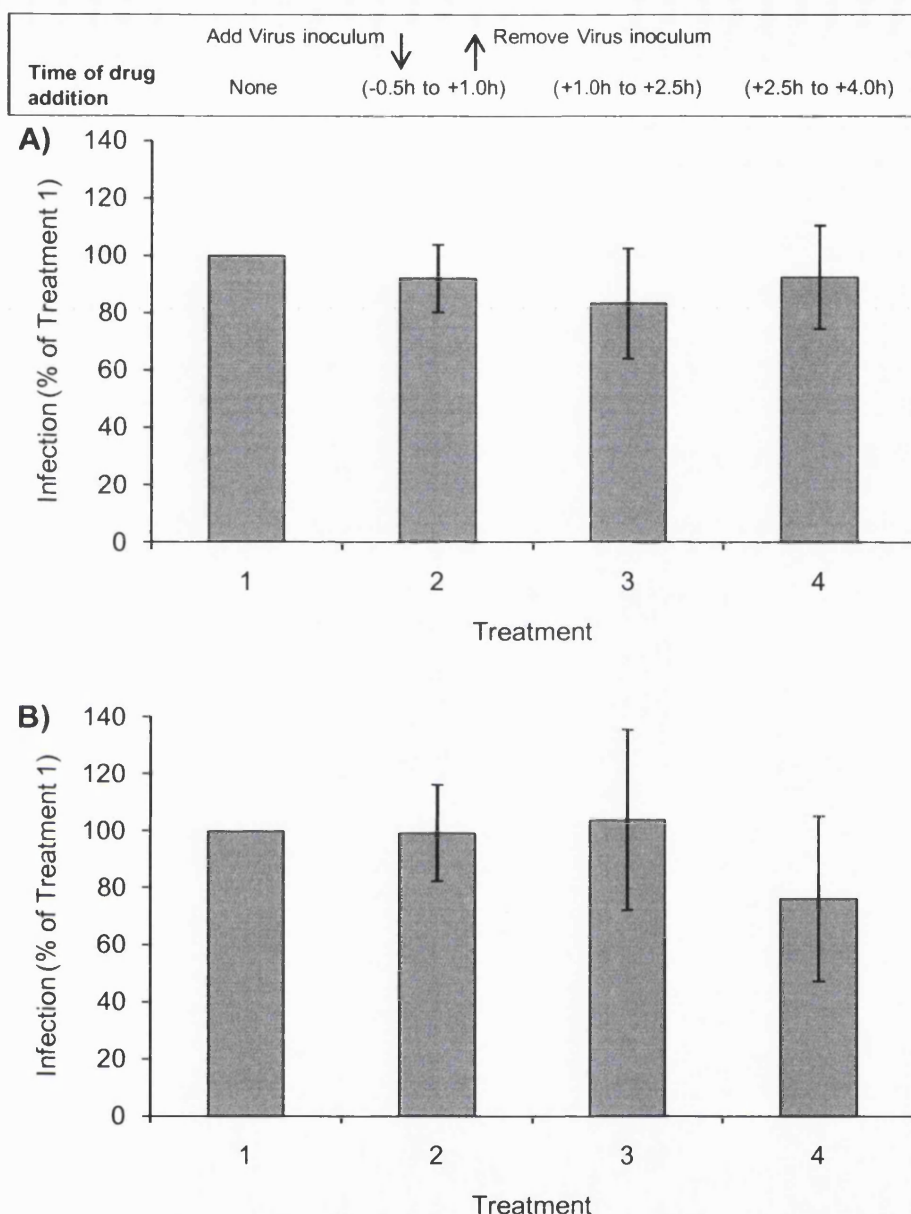 Add Virus inoculum ↓ ↑ Remove Virus inoculum
Time of drug addition
None (-0.5h to +1.0h) (+1.0h to +2.5h) (+2.5h to +4.0h)
A)
Infection (% of Treatment 1)
140
120
100
80
60
40
20
0
1 2 3 4
Treatment
B)
Infection (% of Treatment 1)
140
120
100
80
60
40
20
0
1 2 3 4
Treatment